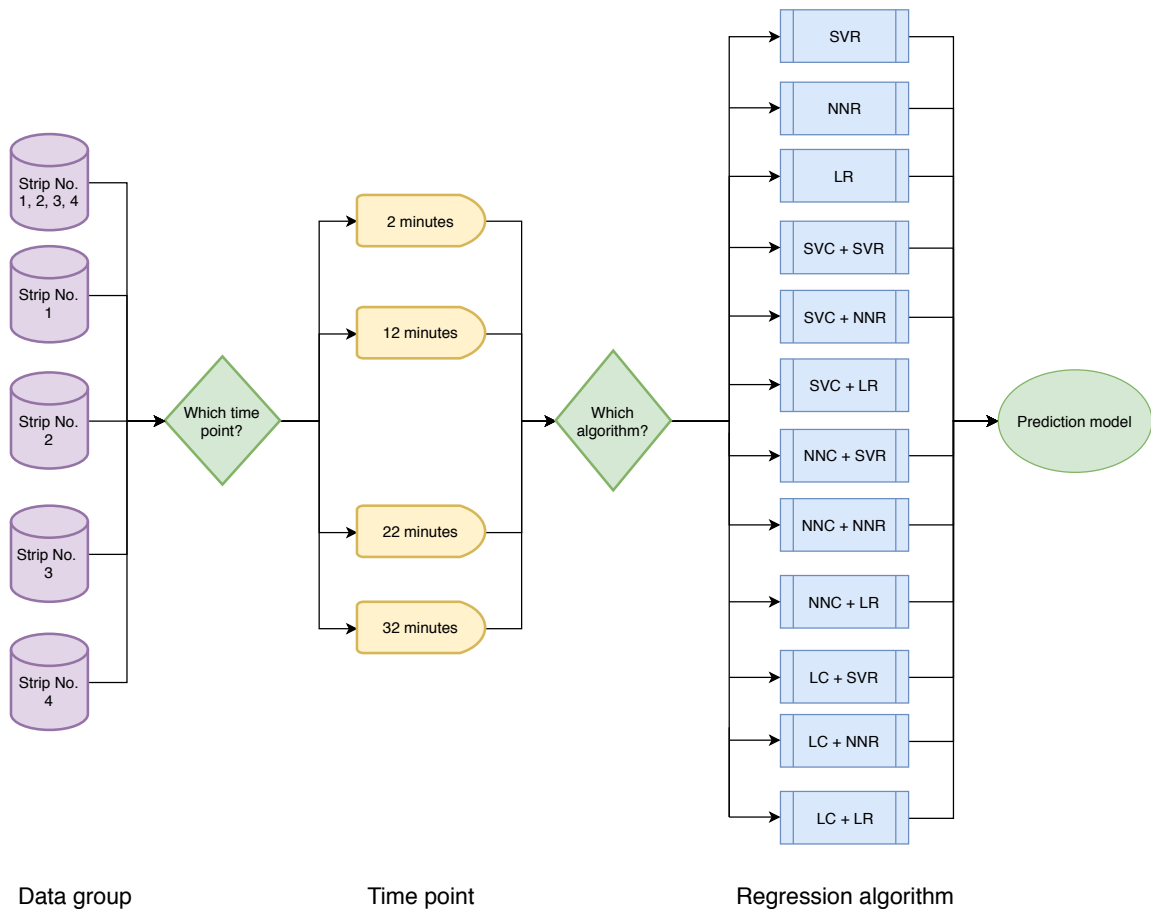 Strip No.
1, 2, 3, 4
Strip No.
1
Strip No.
2
Strip No.
3
Strip No.
4
Which time
point?
2 minutes
12 minutes
22 minutes
32 minutes
Which
algorithm?
SVR
NNR
LR
SVC + SVR
SVC + NNR
SVC + LR
NNC + SVR
NNC + NNR
NNC + LR
LC + SVR
LC + NNR
LC + LR
Prediction model
Data group
Time point
Regression algorithm